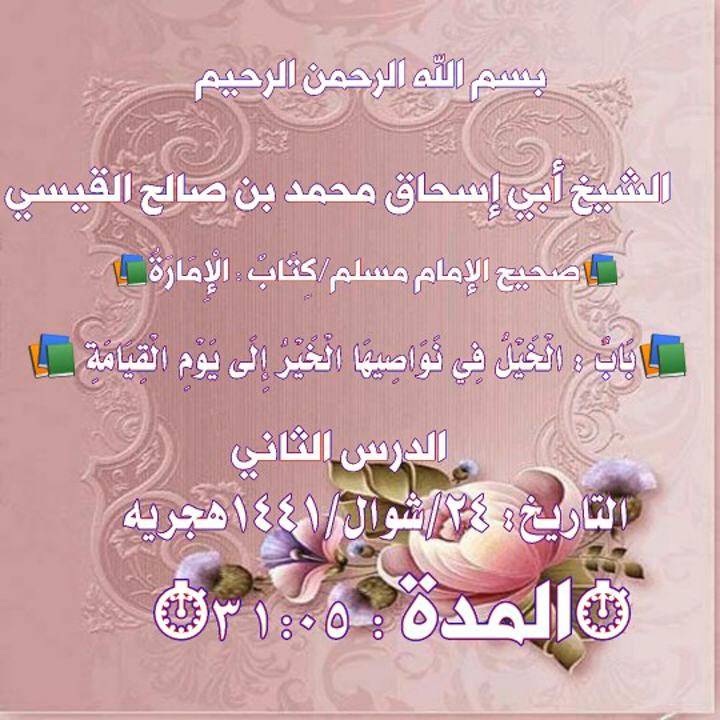 بسم الله الرحمن الرحيم
الشيخ أبي إسحاق محمد بن صالح القيسي
📚صحيح الإمام مسلم/كِتَابٌ : الْإِمَارَةُ📚
📚بَابٌ : الْخَيْلُ فِي نَوَاصِيهَا الْخَيْرُ إِلَى يَوْمِ الْقِيَامَةِ 📚
الدرس الثاني
التاريخ: ٢٤/شوال/١٤٤١هجريه
⏱المدة : ٣١:٠٥⏱